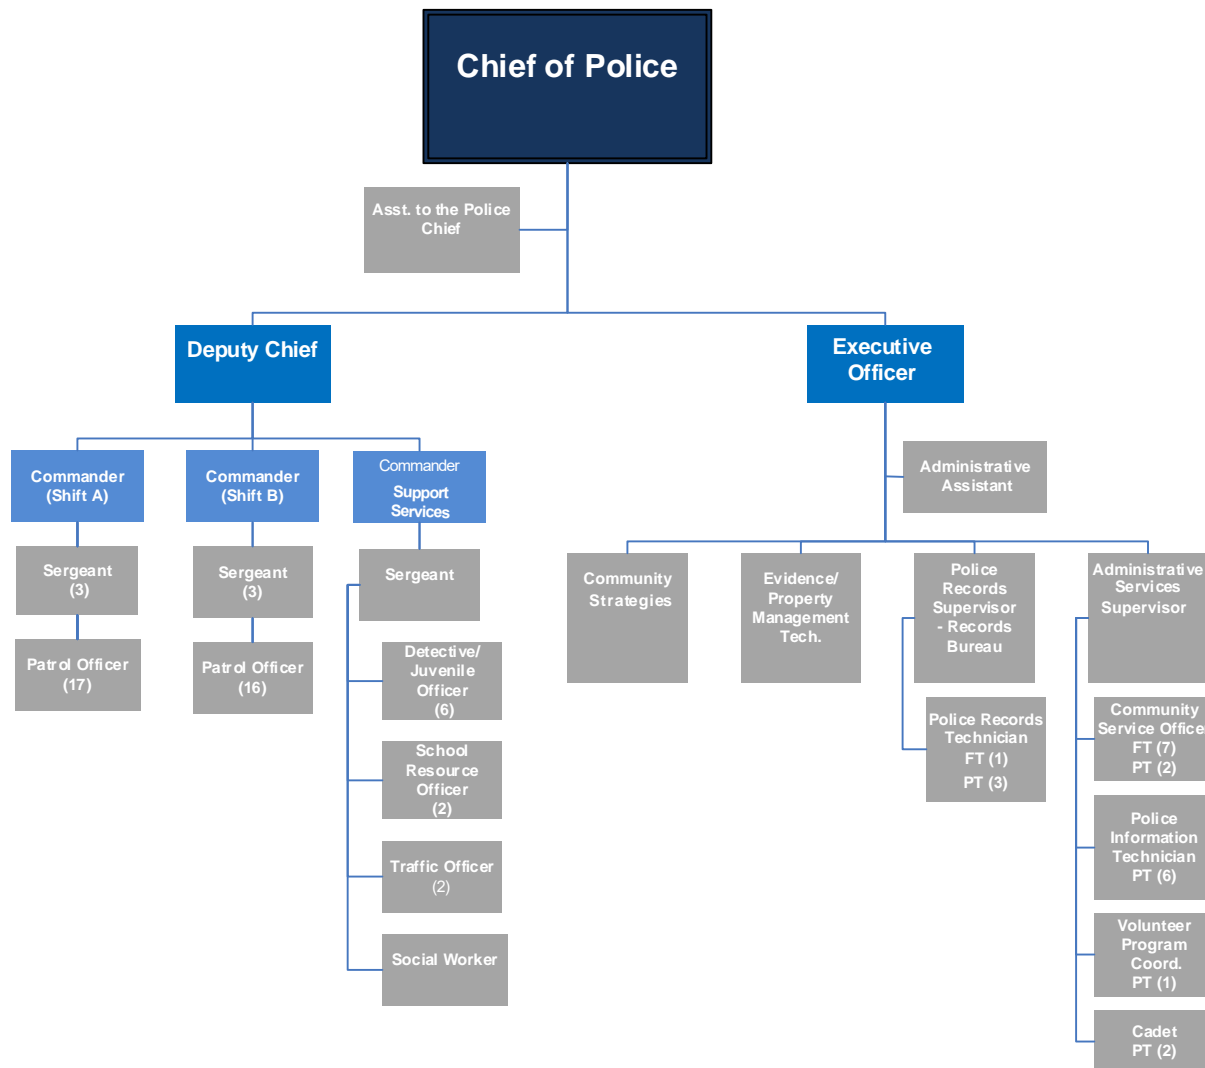 Chief of Police
Asst. to the Police
Chief
Deputy Chief
Executive
Officer
Commander
(Shift A)
Commander
(Shift B)
Commander
Support
Services
Administrative
Assistant
Sergeant
(3)
Sergeant
(3)
Sergeant
Community
Strategies
Evidence/
Property
Management
Tech.
Police
Records
Supervisor
- Records
Bureau
Administrative
Services
Supervisor
Patrol Officer
(17)
Patrol Officer
(16)
Detective/
Juvenile
Officer
(6)
School
Resource
Officer
(2)
Traffic Officer
(2)
Social Worker
Police Records
Technician
FT (1)
PT (3)
Community
Service Officer
FT (7)
PT (2)
Police
Information
Technician
PT (6)
Volunteer
Program
Coord.
PT (1)
Cadet
PT (2)